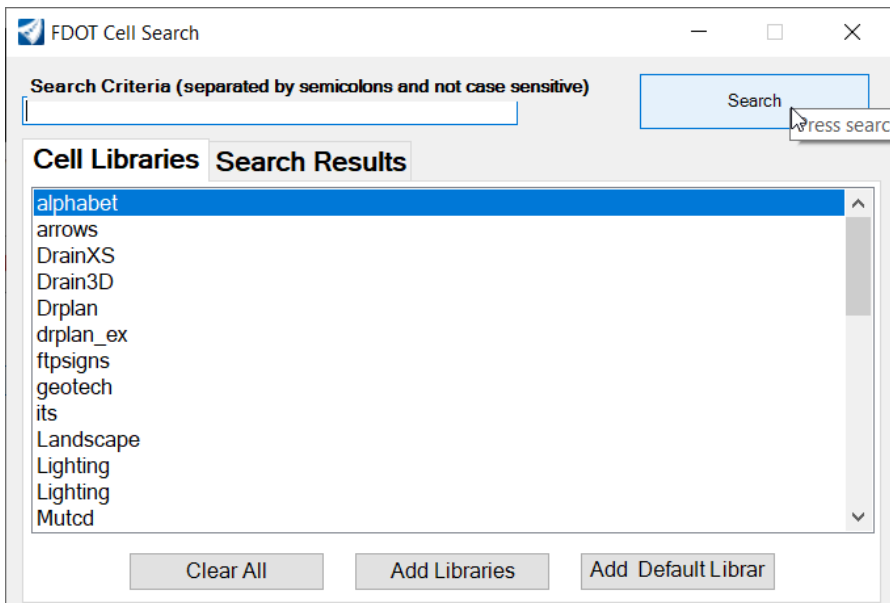 FDOT Cell Search
Search Criteria (separated by semicolons and not case sensitive)
Search
Press searc
Cell Libraries Search Results
alphabet
arrows
DrainXS
Drain3D
Drplan
drplan_ex
ftpsigns
geotech
its
Landscape
Lighting
Lighting
Mutcd
Clear All Add Libraries Add Default Librar